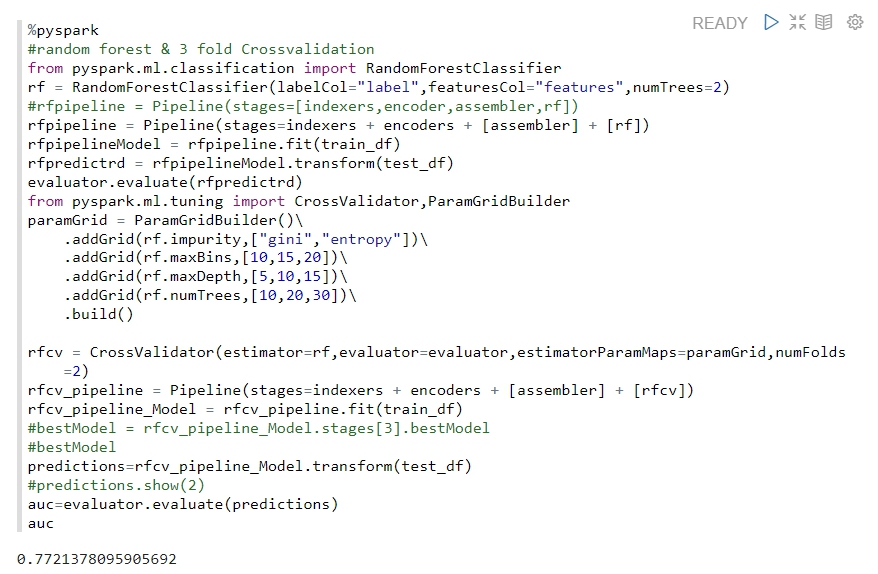 READY
%pyspark
#random forest & 3 fold Crossvalidation
from pyspark.ml.classification import RandomForestClassifier
rf = RandomForestClassifier(labelCol="label",featuresCol="features",numTrees=2)
#rfpipeline = Pipeline(stages=[indexers,encoder,assembler,rf])
rfpipeline = Pipeline(stages=indexers + encoders + [assembler] + [rf])
rfpipelineModel = rfpipeline.fit(train_df)
rfpredictrd = rfpipelineModel.transform(test_df)
evaluator.evaluate(rfpredictrd)
from pyspark.ml.tuning import CrossValidator,ParamGridBuilder
paramGrid = ParamGridBuilder()\
    .addGrid(rf.impurity,["gini","entropy"])\
    .addGrid(rf.maxBins,[10,15,20])\
    .addGrid(rf.maxDepth,[5,10,15])\
    .addGrid(rf.numTrees,[10,20,30])\
    .build()
rfcv = CrossValidator(estimator=rf,evaluator=evaluator,estimatorParamMaps=paramGrid,numFolds
    =2)
rfcv_pipeline = Pipeline(stages=indexers + encoders + [assembler] + [rfcv])
rfcv_pipeline_Model = rfcv_pipeline.fit(train_df)
#bestModel = rfcv_pipeline_Model.stages[3].bestModel
#bestModel
predictions=rfcv_pipeline_Model.transform(test_df)
#predictions.show(2)
auc=evaluator.evaluate(predictions)
auc
0.7721378095905692